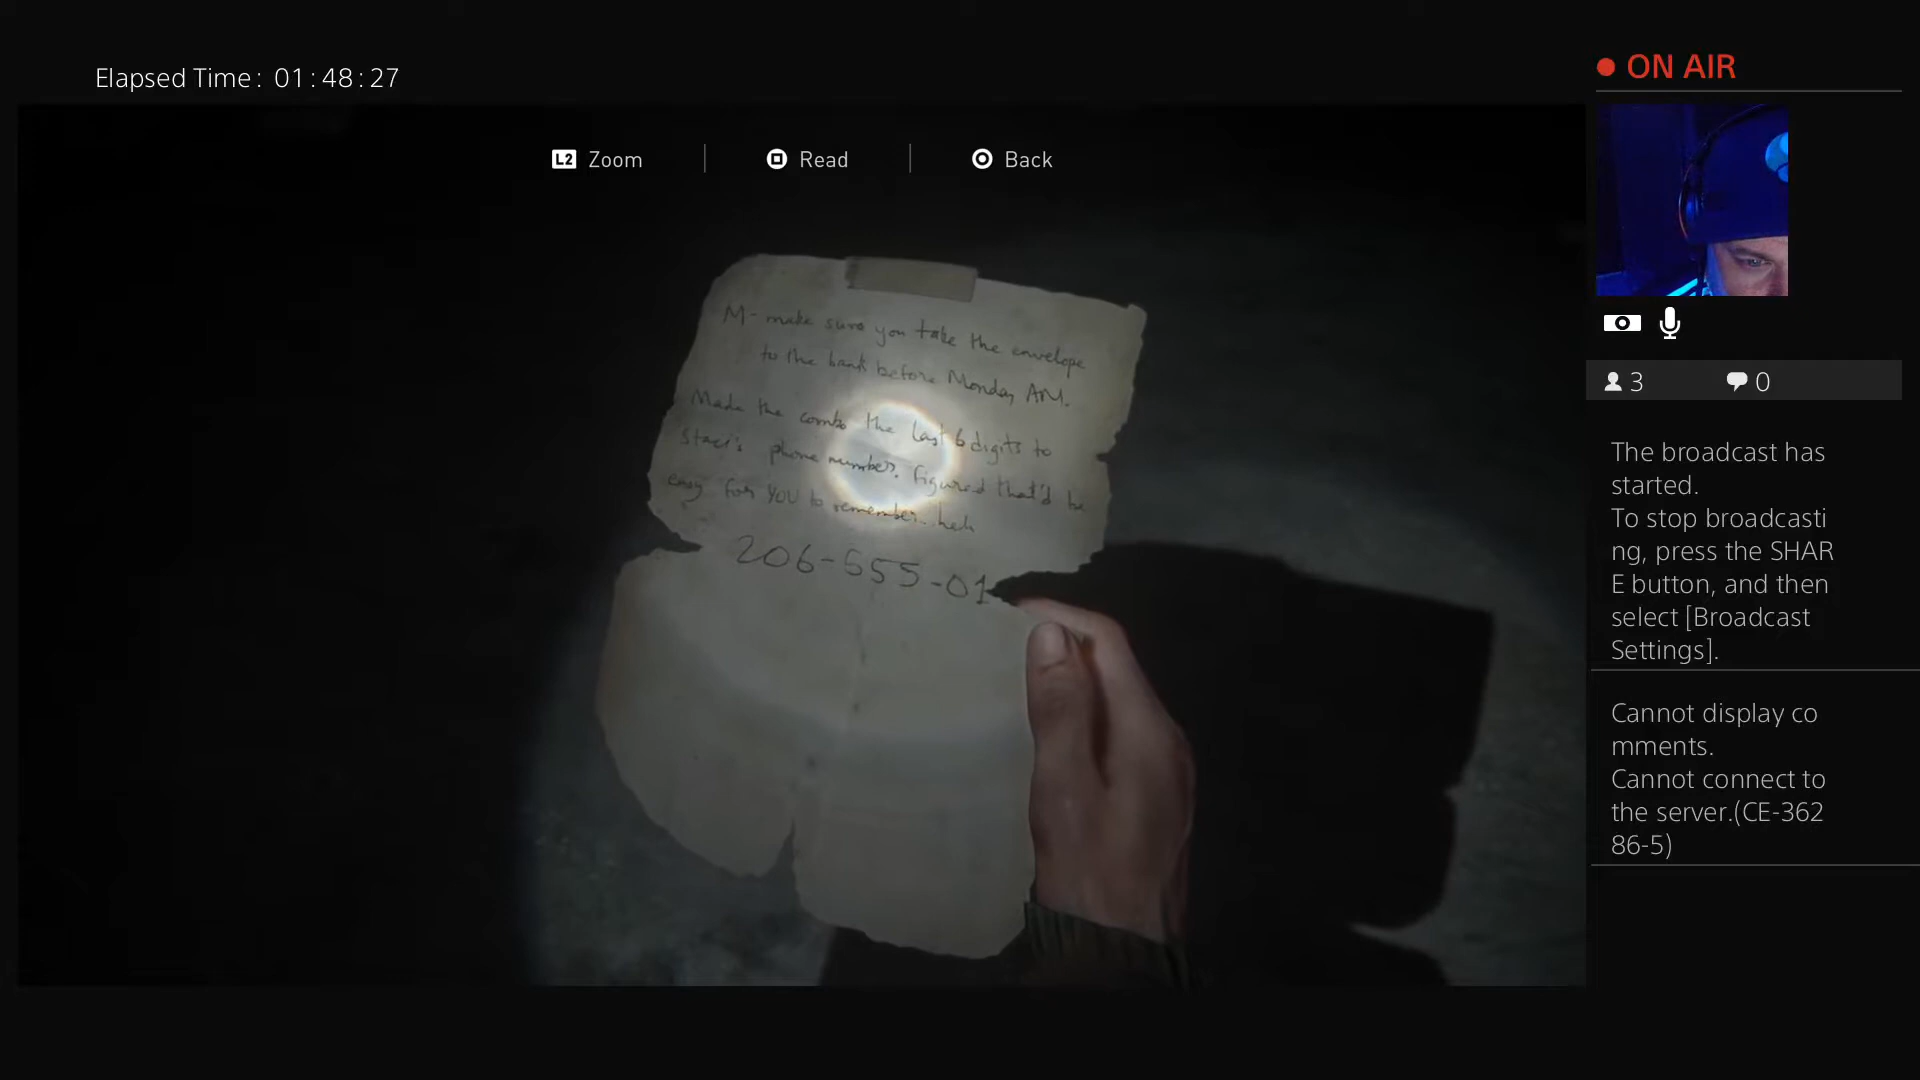 Elapsed Time: 01:48:27
L2 Zoom
Read
Back
M- make sure you take the envelope
to the bank before Monday AM.
Made the combo the last 6 digits to
Staci's phone number. Figured that'd be
easy for YOU to remember. heh
206-555-01
ON AIR
3
0
The broadcast has
started.
To stop broadcasti
ng, press the SHAR
E button, and then
select [Broadcast
Settings].
Cannot display co
mments.
Cannot connect to
the server.(CE-362
86-5)